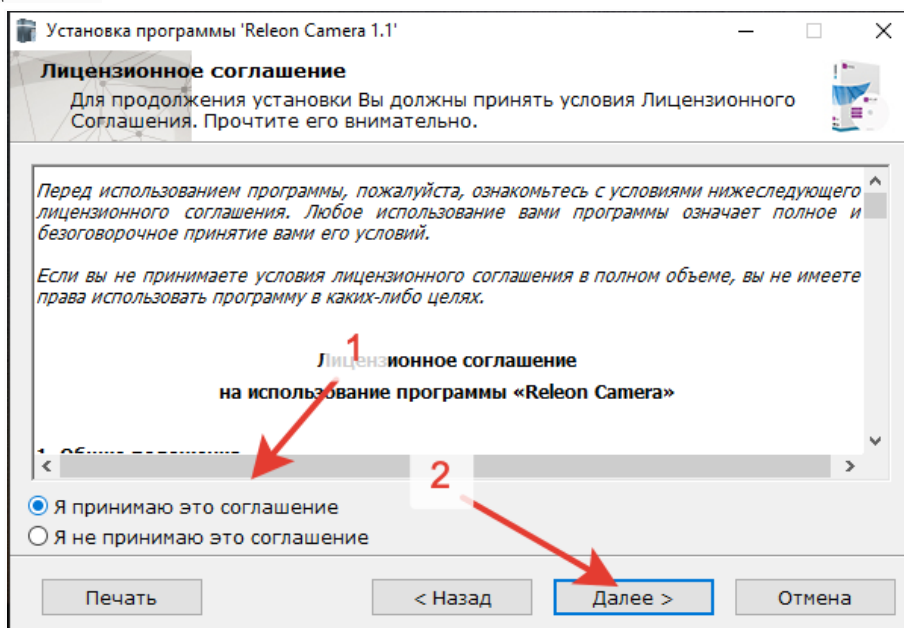 Установка программы 'Releon Camera 1.1'
Лицензионное соглашение
Для продолжения установки Вы должны принять условия Лицензионного
Соглашения. Прочтите его внимательно.
Перед использованием программы, пожалуйста, ознакомьтесь с условиями нижеследующего
лицензионного соглашения. Любое использование вами программы означает полное и
безоговорочное принятие вами его условий.
Если вы не принимаете условия лицензионного соглашения в полном объеме, вы не имеете
права использовать программу в каких-либо целях.
1
Лицензионное соглашение
на использование программы «Releon Camera»
1. Общие положения
2
Я принимаю это соглашение
Я не принимаю это соглашение
Печать
< Назад
Далее >
Отмена